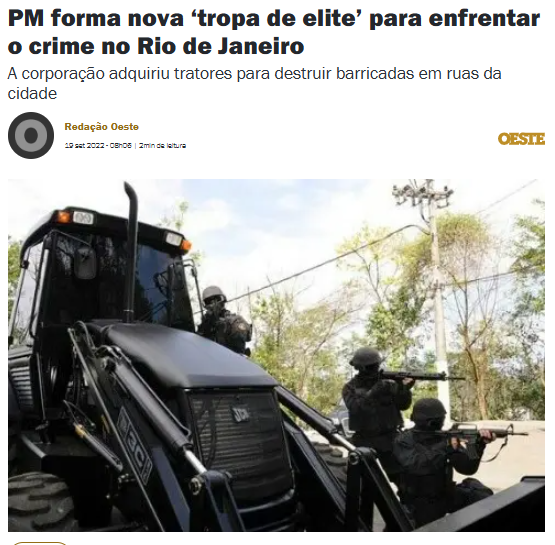 PM forma nova ‘tropa de elite’ para enfrentar
o crime no Rio de Janeiro
A corporação adquiriu tratores para destruir barricadas em ruas da
cidade
Redação Oeste
19 set 2022 - 08h06 | 2min de leitura
OESTE
JCB